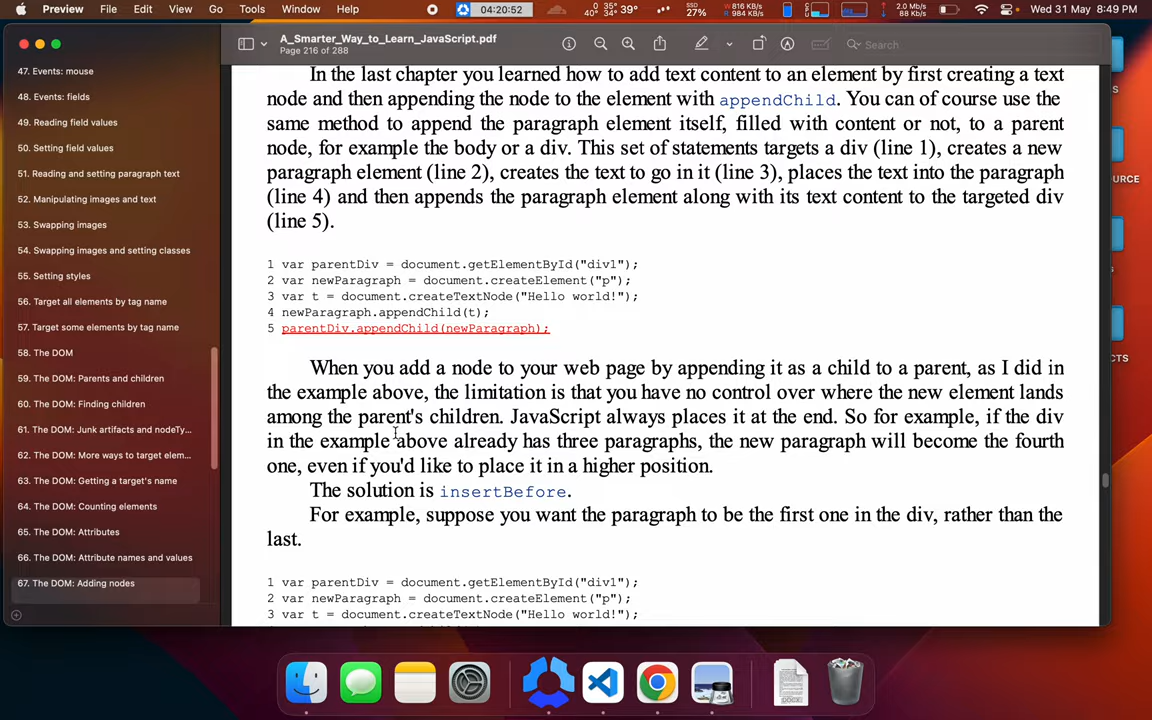 Preview File Edit View Go Tools Window Help 04:20:52 0 35° 39° 40° 34° SSD 27% W 816 KB/s R 984 KB/s 2.0 Mb/s 88 Kb/s Wed 31 May 8:49 PM
A_Smarter_Way_to_Learn_JavaScript.pdf
Page 216 of 288
Search
47. Events: mouse
48. Events: fields
49. Reading field values
50. Setting field values
51. Reading and setting paragraph text
52. Manipulating images and text
53. Swapping images
54. Swapping images and setting classes
55. Setting styles
56. Target all elements by tag name
57. Target some elements by tag name
58. The DOM
59. The DOM: Parents and children
60. The DOM: Finding children
61. The DOM: Junk artifacts and nodeTy...
62. The DOM: More ways to target elem...
63. The DOM: Getting a target's name
64. The DOM: Counting elements
65. The DOM: Attributes
66. The DOM: Attribute names and values
67. The DOM: Adding nodes
In the last chapter you learned how to add text content to an element by first creating a text
node and then appending the node to the element with appendChild. You can of course use the
same method to append the paragraph element itself, filled with content or not, to a parent
node, for example the body or a div. This set of statements targets a div (line 1), creates a new
paragraph element (line 2), creates the text to go in it (line 3), places the text into the paragraph
(line 4) and then appends the paragraph element along with its text content to the targeted div
(line 5).
1 var parentDiv = document.getElementById("div1");
2 var newParagraph = document.createElement("p");
3 var t = document.createTextNode("Hello world!");
4 newParagraph.appendChild(t);
5 parentDiv.appendChild(newParagraph);
When you add a node to your web page by appending it as a child to a parent, as I did in
the example above, the limitation is that you have no control over where the new element lands
among the parent's children. JavaScript always places it at the end. So for example, if the div
in the example above already has three paragraphs, the new paragraph will become the fourth
one, even if you'd like to place it in a higher position.
The solution is insertBefore.
For example, suppose you want the paragraph to be the first one in the div, rather than the
last.
1 var parentDiv = document.getElementById("div1");
2 var newParagraph = document.createElement("p");
3 var t = document.createTextNode("Hello world!");
S
OURCE
CTS